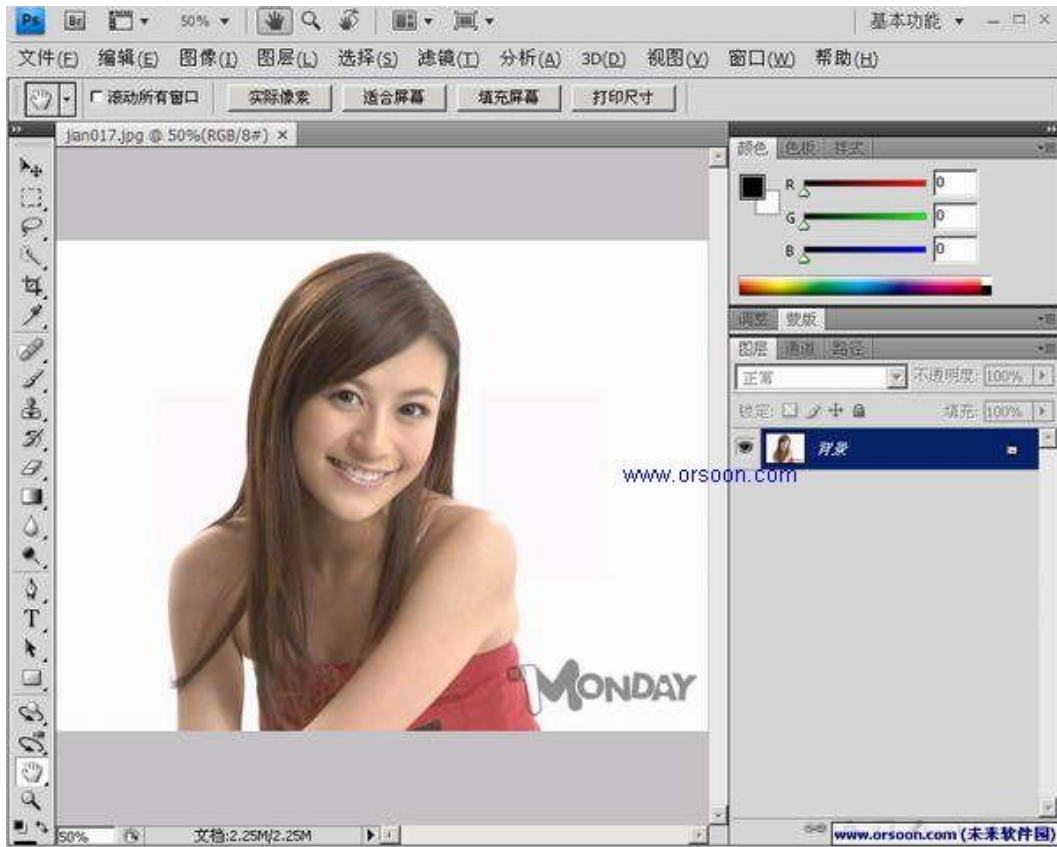 Ps Br 50% 基本功能
文件(F) 编辑(E) 图像(I) 图层(L) 选择(S) 滤镜(T) 分析(A) 3D(D) 视图(V) 窗口(W) 帮助(H)
滚动所有窗口 实际像素 适合屏幕 填充屏幕 打印尺寸
jian017.jpg @ 50%(RGB/8#) ×
颜色 色板 样式
R 0
G 0
B 0
调整 蒙版
图层 通道 路径
正常 不透明度: 100%
锁定: 填充: 100%
背景
www.orsoon.com
T
MONDAY
50% 文档:2.25M/2.25M
www.orsoon.com (未来软件园)